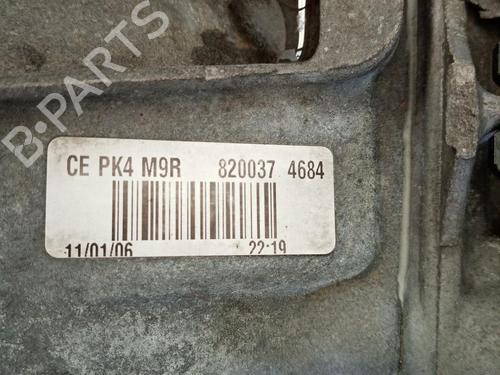 B-PARTS
CE PK4 M9R 820037 4684
11/01/06 22:19